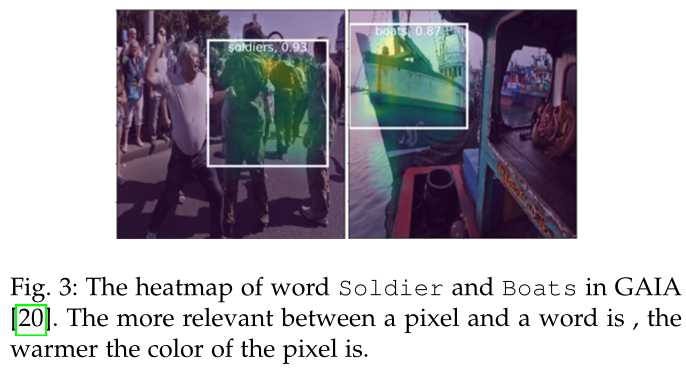 soldiers, 0.93
boats, 0.87
Fig. 3: The heatmap of word Soldier and Boats in GAIA
[20]. The more relevant between a pixel and a word is , the
warmer the color of the pixel is.